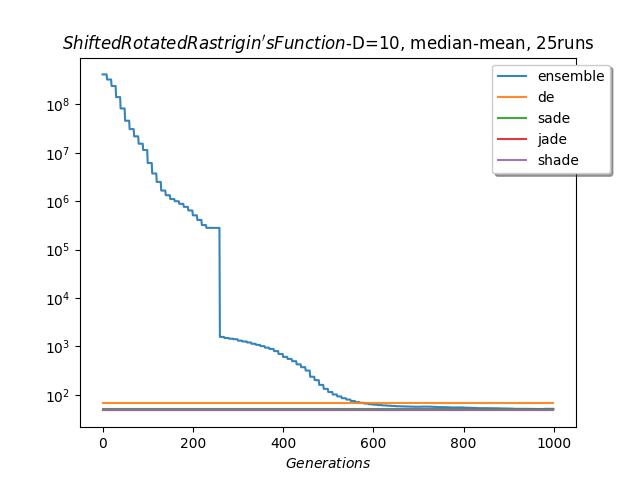 ShiftedRotatedRastrigin'sFunction-D=10, median-mean, 25runs
ensemble
de
sade
jade
shade
10^8
10^7
10^6
10^5
10^4
10^3
10^2
0 200 400 600 800 1000
Generations